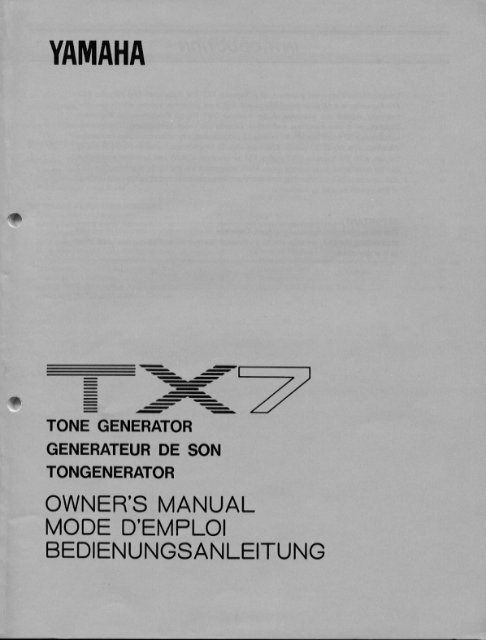 YAMAHA
TX7
TONE GENERATOR
GENERATEUR DE SON
TONGENERATOR
OWNER'S MANUAL
MODE D'EMPLOI
BEDIENUNGSANLEITUNG